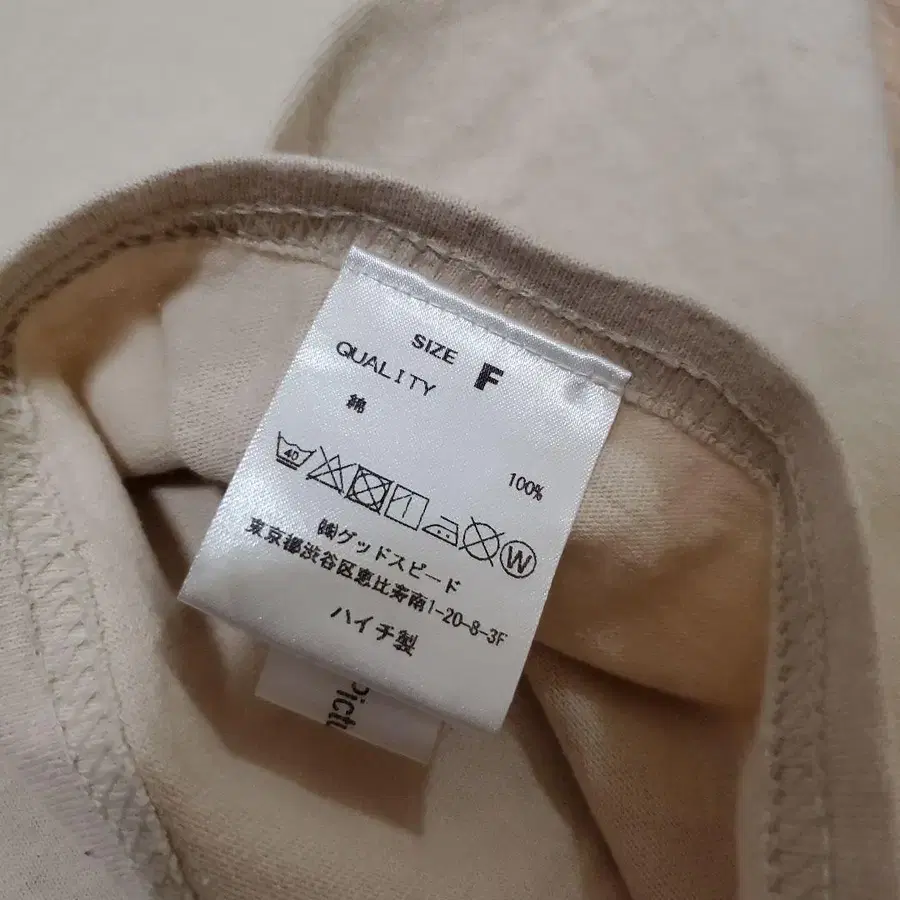 SIZE F
QUALITY
綿 100%
40
W
㈱グッドスピード
東京都渋谷区恵比寿南1-20-8-3F
ハイチ製
Pict